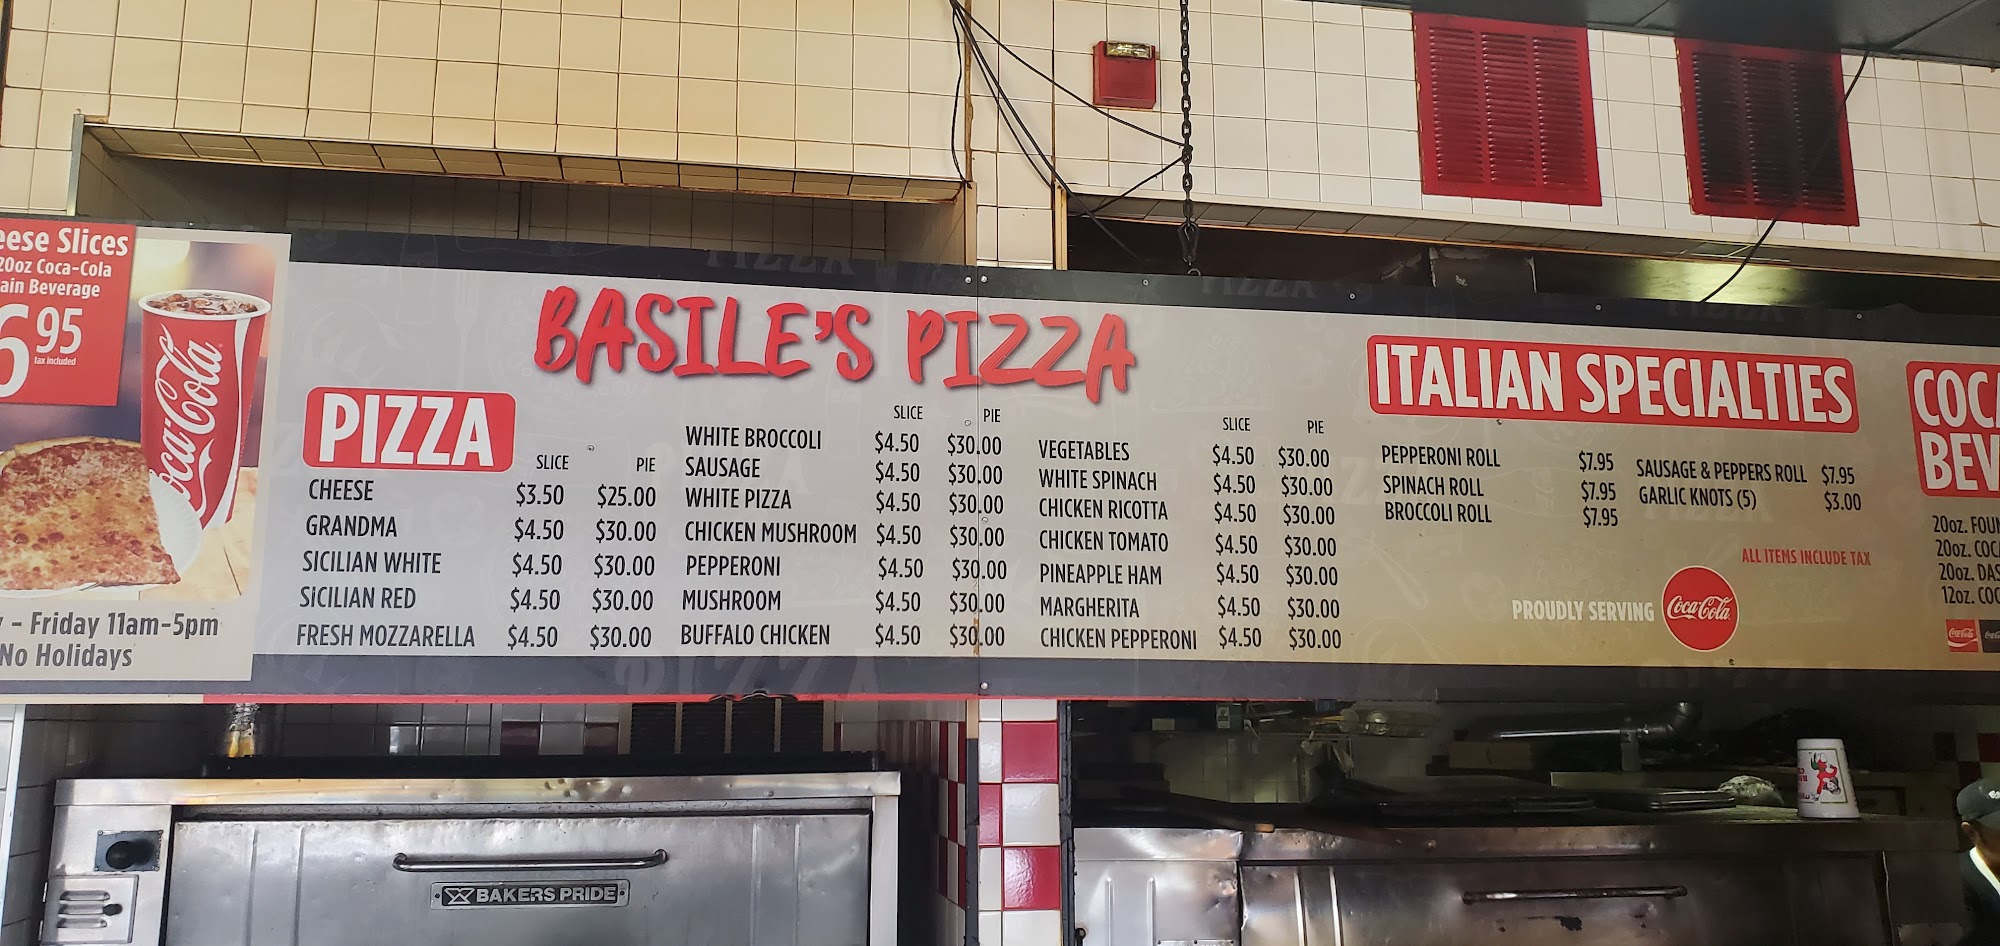 eese Slices
20oz Coca-Cola
ain Beverage
6 95
tax included
Coca-Cola
- Friday 11am-5pm
No Holidays
BASILE'S PIZZA
PIZZA
SLICE PIE
CHEESE $3.50 $25.00
GRANDMA $4.50 $30.00
SICILIAN WHITE $4.50 $30.00
SICILIAN RED $4.50 $30.00
FRESH MOZZARELLA $4.50 $30.00
SLICE PIE
WHITE BROCCOLI $4.50 $30.00
SAUSAGE $4.50 $30.00
WHITE PIZZA $4.50 $30.00
CHICKEN MUSHROOM $4.50 $30.00
PEPPERONI $4.50 $30.00
MUSHROOM $4.50 $30.00
BUFFALO CHICKEN $4.50 $30.00
SLICE PIE
VEGETABLES $4.50 $30.00
WHITE SPINACH $4.50 $30.00
CHICKEN RICOTTA $4.50 $30.00
CHICKEN TOMATO $4.50 $30.00
PINEAPPLE HAM $4.50 $30.00
MARGHERITA $4.50 $30.00
CHICKEN PEPPERONI $4.50 $30.00
ITALIAN SPECIALTIES
PEPPERONI ROLL $7.95
SPINACH ROLL $7.95
BROCCOLI ROLL $7.95
SAUSAGE & PEPPERS ROLL $7.95
GARLIC KNOTS (5) $3.00
ALL ITEMS INCLUDE TAX
PROUDLY SERVING Coca-Cola
COCA
BEV
20oz. FOUN
20oz. COC
20oz. DAS
12oz. COC
Coca-Cola
BAKERS PRIDE